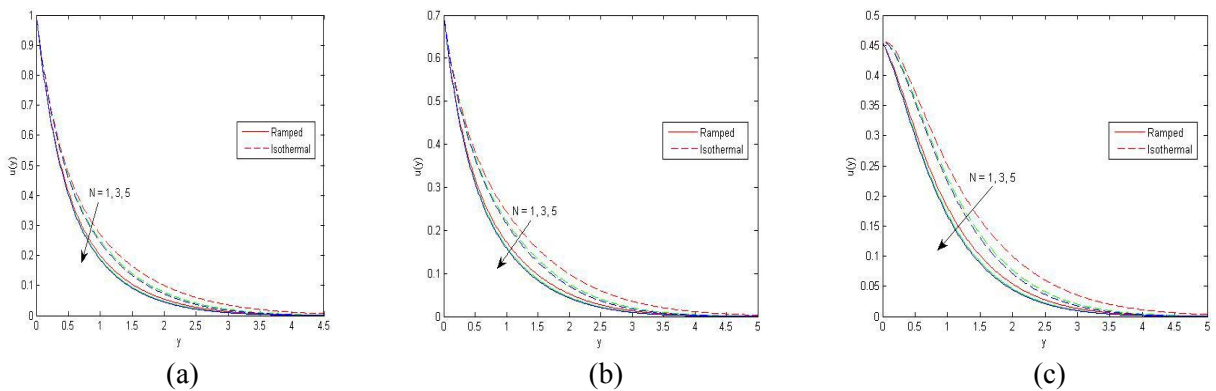 1
0.9
0.8
0.7
0.6
0.5
0.4
0.3
0.2
0.1
0
u(y)
0 0.5 1 1.5 2 2.5 3 3.5 4 4.5
y
Ramped
Isothermal
N = 1, 3, 5
(a)
0.7
0.6
0.5
0.4
0.3
0.2
0.1
0
u(y)
0 0.5 1 1.5 2 2.5 3 3.5 4 4.5 5
y
Ramped
Isothermal
N = 1, 3, 5
(b)
0.5
0.45
0.4
0.35
0.3
0.25
0.2
0.15
0.1
0.05
0
u(y)
0 0.5 1 1.5 2 2.5 3 3.5 4 4.5 5
y
Ramped
Isothermal
N = 1, 3, 5
(c)